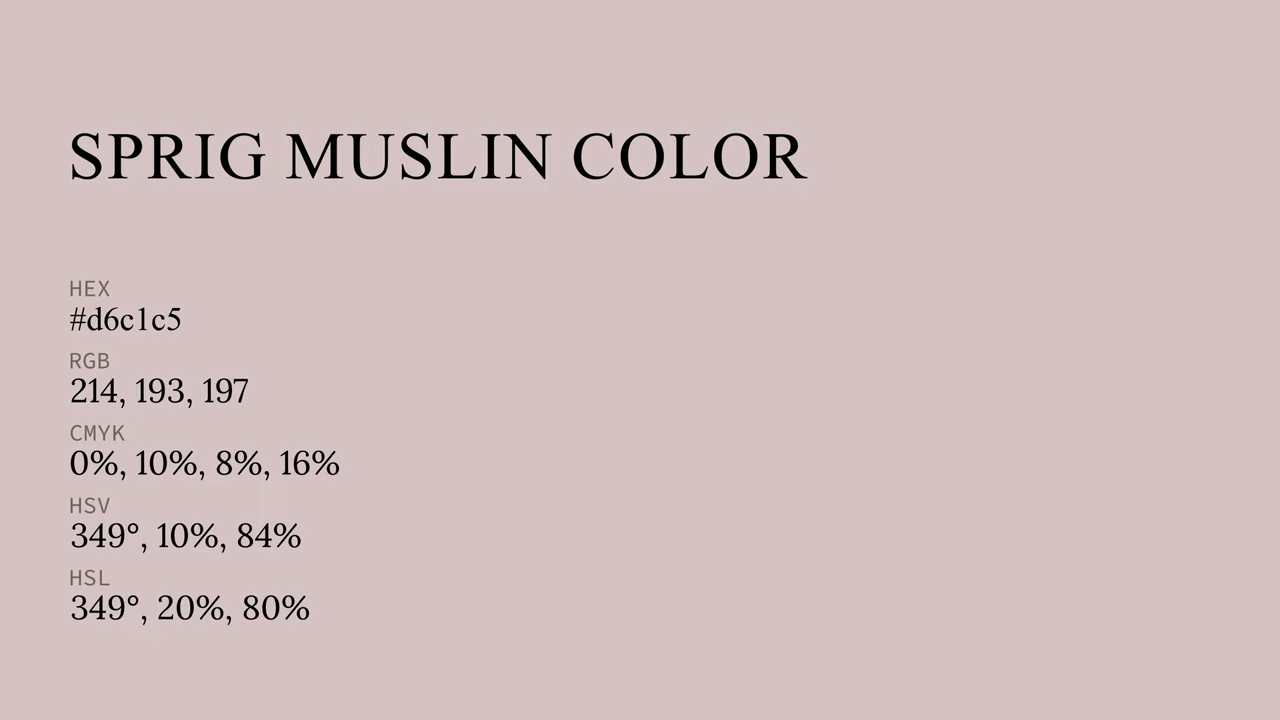 SPRIG MUSLIN COLOR
HEX
#d6c1c5
RGB
214, 193, 197
CMYK
0%, 10%, 8%, 16%
HSV
349°, 10%, 84%
HSL
349°, 20%, 80%